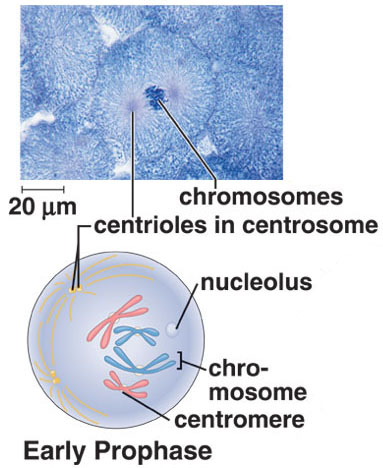 chromosomes
20 µm
centrioles in centrosome
nucleolus
chro-
mosome
centromere
Early Prophase